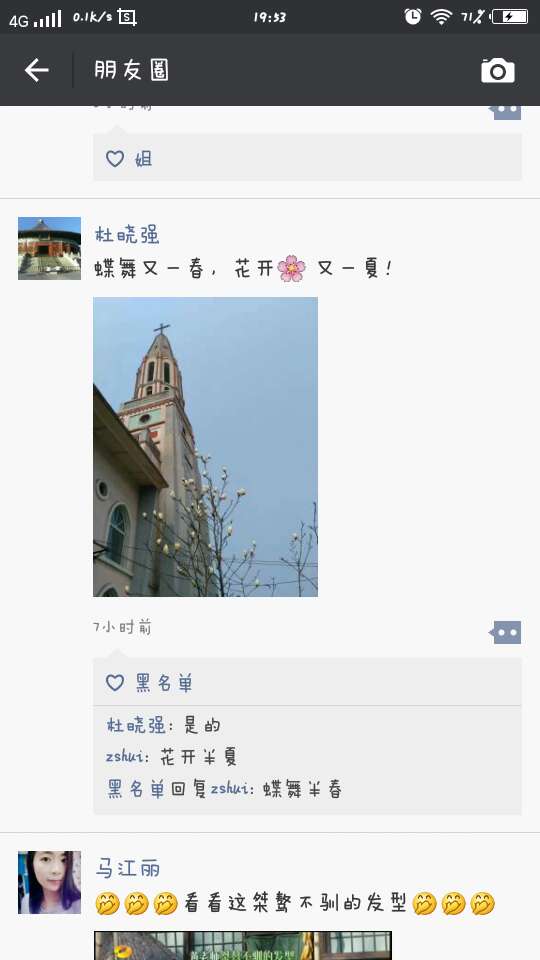 4G 0.1k/s 19:53 71%
朋友圈
姐
杜晓强
蝶舞又一春，花开🌸 又一夏！
7小时前
黑名单
杜晓强: 是的
zshui: 花开半夏
黑名单回复zshui: 蝶舞半春
马江丽
🤭🤭🤭看看这桀骜不驯的发型🤭🤭🤭